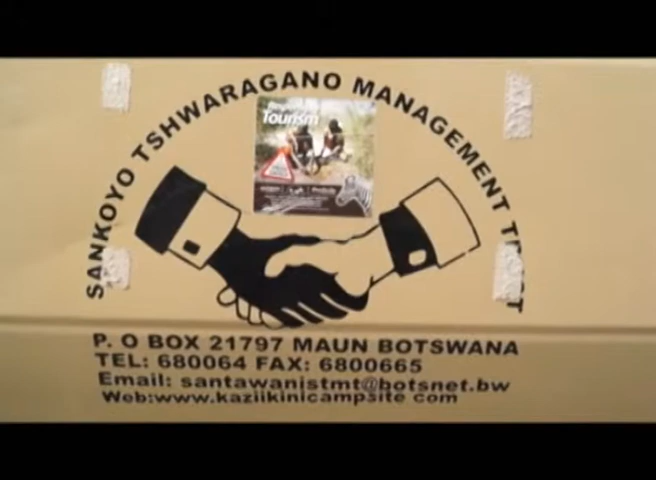 SANKOYO TSHWARAGANO MANAGEMENT
Tourism
P. O BOX 21797 MAUN BOTSWANA
TEL: 680064 FAX: 6800665
Email: santawanistmt@botsnet.bw
Web:www.kaziikinicampsite com